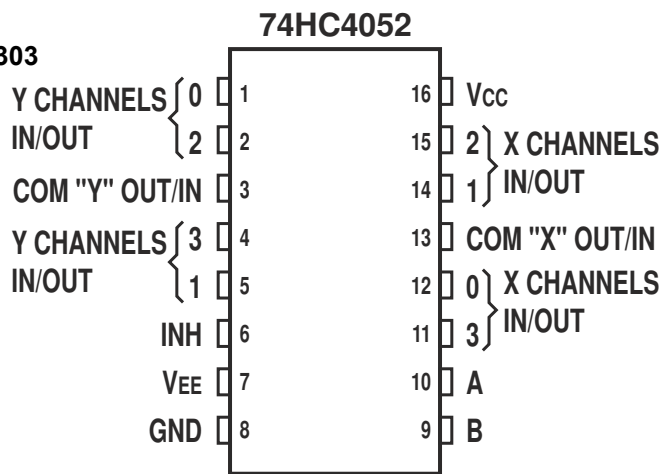 74HC4052
303
Y CHANNELS 0 1
IN/OUT 2 2
COM "Y" OUT/IN 3
Y CHANNELS 3 4
IN/OUT 1 5
INH 6
VEE 7
GND 8
16 VCC
15 2 X CHANNELS
14 1 IN/OUT
13 COM "X" OUT/IN
12 0 X CHANNELS
11 3 IN/OUT
10 A
9 B